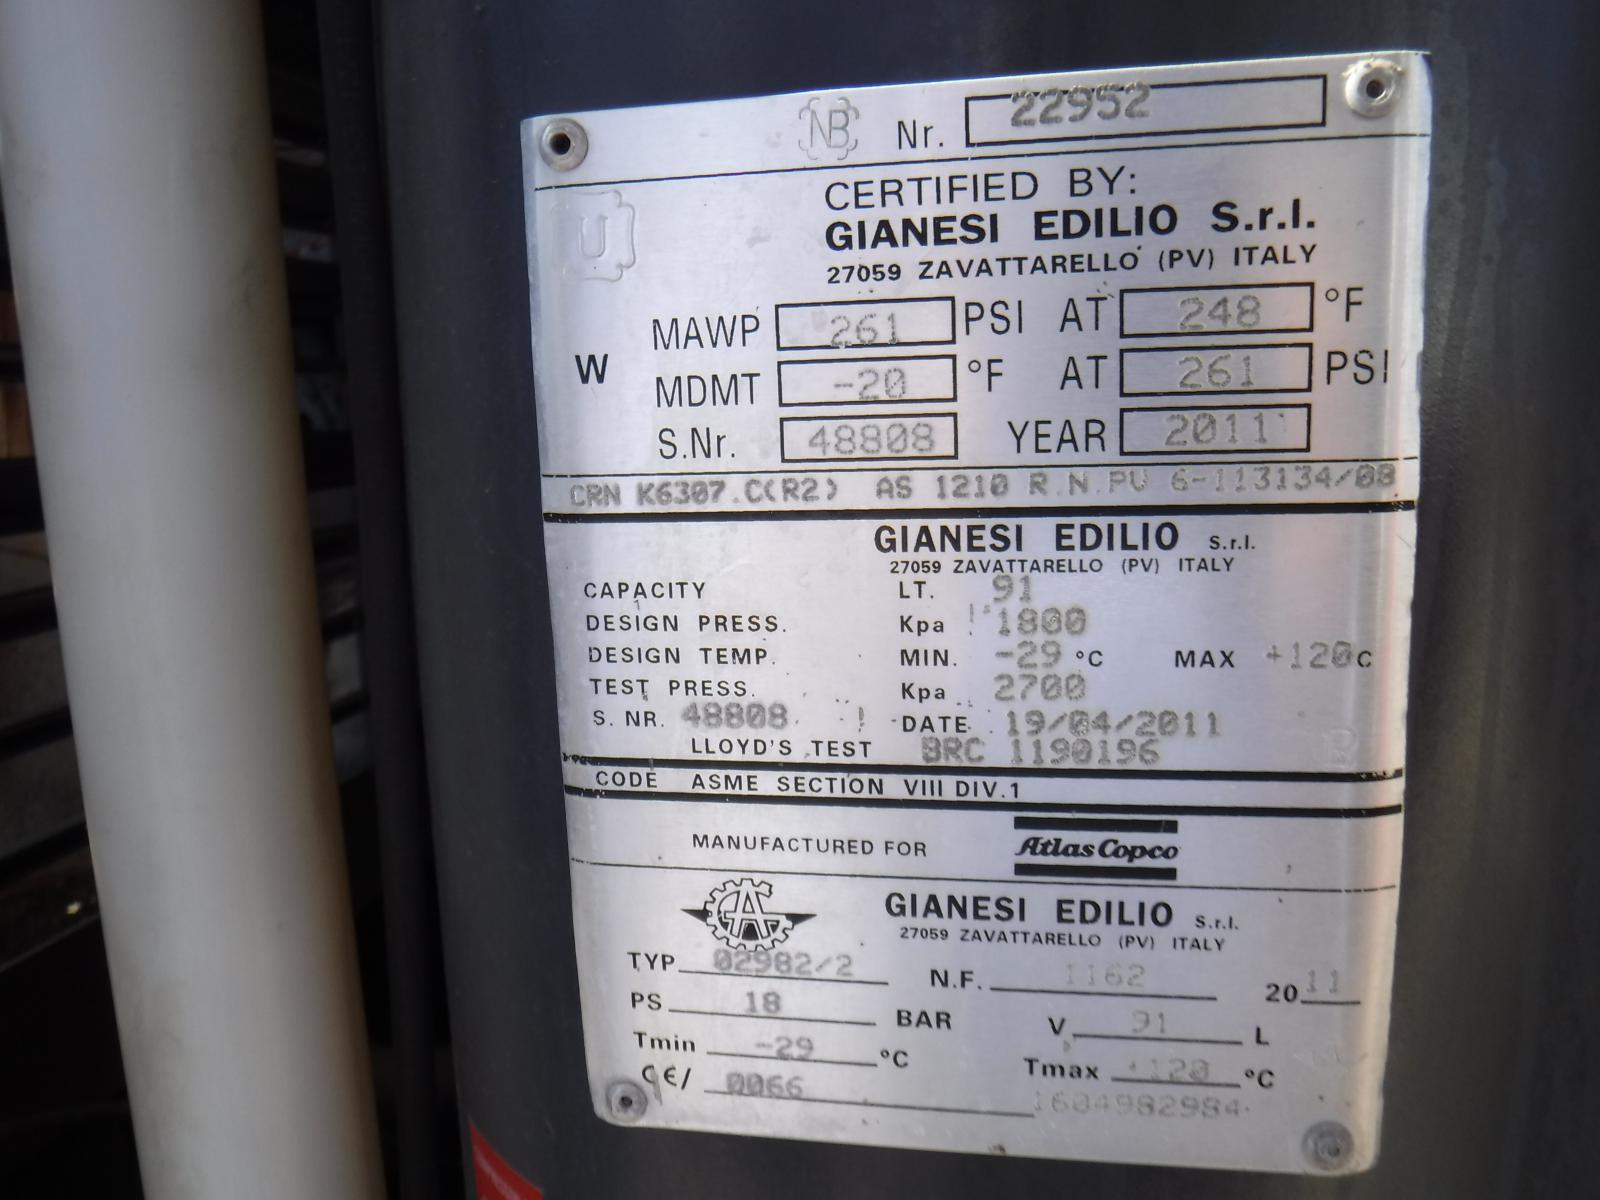 NB Nr. 22952
U
CERTIFIED BY:
GIANESI EDILIO S.r.l.
27059 ZAVATTARELLO (PV) ITALY
W
MAWP 261 PSI AT 248 °F
MDMT -20 °F AT 261 PSI
S.Nr. 48808 YEAR 2011
CRN K6307.C(R2) AS 1210 R.N.PV 6-113134/08
GIANESI EDILIO S.r.l.
27059 ZAVATTARELLO (PV) ITALY
CAPACITY LT. 91
DESIGN PRESS. Kpa 1800
DESIGN TEMP. MIN. -29 °C MAX +120C
TEST PRESS. Kpa 2700
S. NR. 48808 DATE 19/04/2011
LLOYD'S TEST BRC 1190196
CODE ASME SECTION VIII DIV.1
MANUFACTURED FOR Atlas Copco
GIANESI EDILIO S.r.l.
27059 ZAVATTARELLO (PV) ITALY
TYP 02982/2 N.F. 1162 2011
PS 18 BAR V 91 L
Tmin -29 °C Tmax +120 °C
CE/ 0066 1604982984